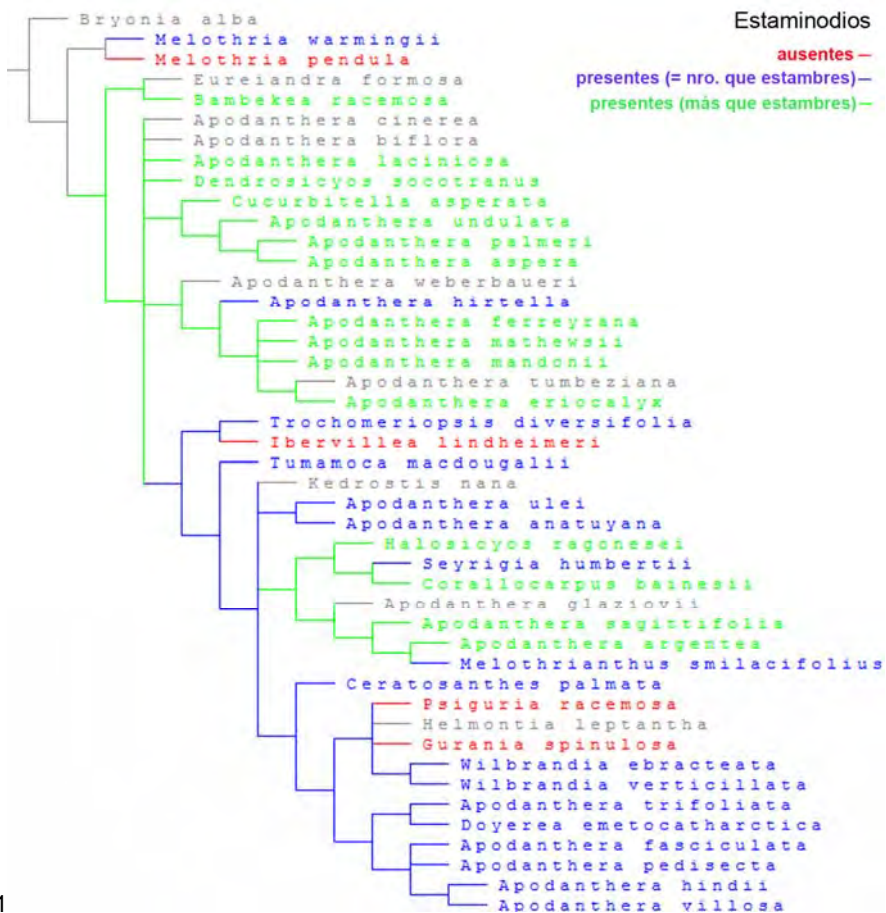 Bryonia alba
Estaminodios
Melothria warmingii
ausentes
Melothria pendula
presentes (= nro. que estambres)
Eureiandra formosa
Bambekea racemosa
presentes (más que estambres)
Apodanthera cinerea
Apodanthera biflora
Apodanthera laciniosa
Dendrosicyos socotranus
Cucurbitella asperata
Apodanthera undulata
Apodanthera palmeri
Apodanthera aspera
Apodanthera weberbaueri
Apodanthera hirtella
Apodanthera ferreyrana
Apodanthera mathewsii
Apodanthera mandonii
Apodanthera tumbeziana
Apodanthera eriocalyx
Trochomeriopsis diversifolia
Ibervillea lindheimeri
Tumamoca macdougalii
Kedrostis nana
Apodanthera ulei
Apodanthera anatuyana
Halosicyos ragonesei
Seyrigia humbertii
Corallocarpus bainesii
Apodanthera glaziovii
Apodanthera sagittifolia
Apodanthera argentea
Melothrianthus smilacifolius
Ceratosanthes palmata
Psiguria racemosa
Helmontia leptantha
Gurania spinulosa
Wilbrandia ebracteata
Wilbrandia verticillata
Apodanthera trifoliata
Doyerea emetocatharctica
Apodanthera fasciculata
Apodanthera pedisecta
Apodanthera hindii
Apodanthera villosa